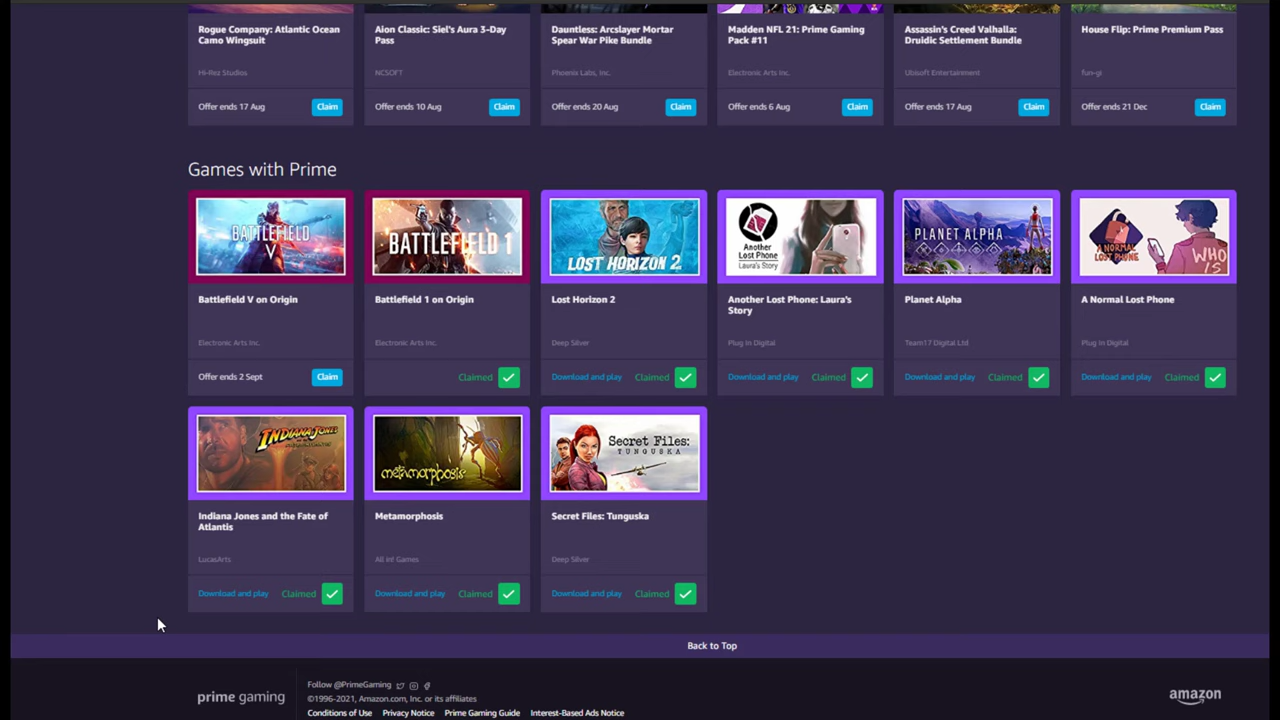 Rogue Company: Atlantic Ocean
Camo Wingsuit
Hi-Rez Studios
Offer ends 17 Aug
Claim
Aion Classic: Siel's Aura 3-Day
Pass
NCSOFT
Offer ends 10 Aug
Claim
Dauntless: Arcslayer Mortar
Spear War Pike Bundle
Phoenix Labs, Inc.
Offer ends 20 Aug
Claim
Madden NFL 21: Prime Gaming
Pack #11
Electronic Arts Inc.
Offer ends 6 Aug
Claim
Assassin's Creed Valhalla:
Druidic Settlement Bundle
Ubisoft Entertainment
Offer ends 17 Aug
Claim
House Flip: Prime Premium Pass
fun-gi
Offer ends 21 Dec
Claim
Games with Prime
BATTLEFIELD
V
Battlefield V on Origin
Electronic Arts Inc.
Offer ends 2 Sept
Claim
BATTLEFIELD 1
Battlefield 1 on Origin
Electronic Arts Inc.
Claimed
LOST HORIZON 2
Lost Horizon 2
Deep Silver
Download and play
Claimed
Another
Lost Phone
Laura's Story
Another Lost Phone: Laura's
Story
Plug In Digital
Download and play
Claimed
PLANET ALPHA
Planet Alpha
Team17 Digital Ltd
Download and play
Claimed
A NORMAL
LOST PHONE
WHO
IS
A Normal Lost Phone
Plug In Digital
Download and play
Claimed
INDIANA JONES
Indiana Jones and the Fate of
Atlantis
LucasArts
Download and play
Claimed
metamorphosis
Metamorphosis
All in! Games
Download and play
Claimed
Secret Files:
TUNGUSKA
Secret Files: Tunguska
Deep Silver
Download and play
Claimed
Back to Top
prime gaming
Follow @PrimeGaming
©1996-2021, Amazon.com, Inc. or its affiliates
Conditions of Use
Privacy Notice
Prime Gaming Guide
Interest-Based Ads Notice
amazon